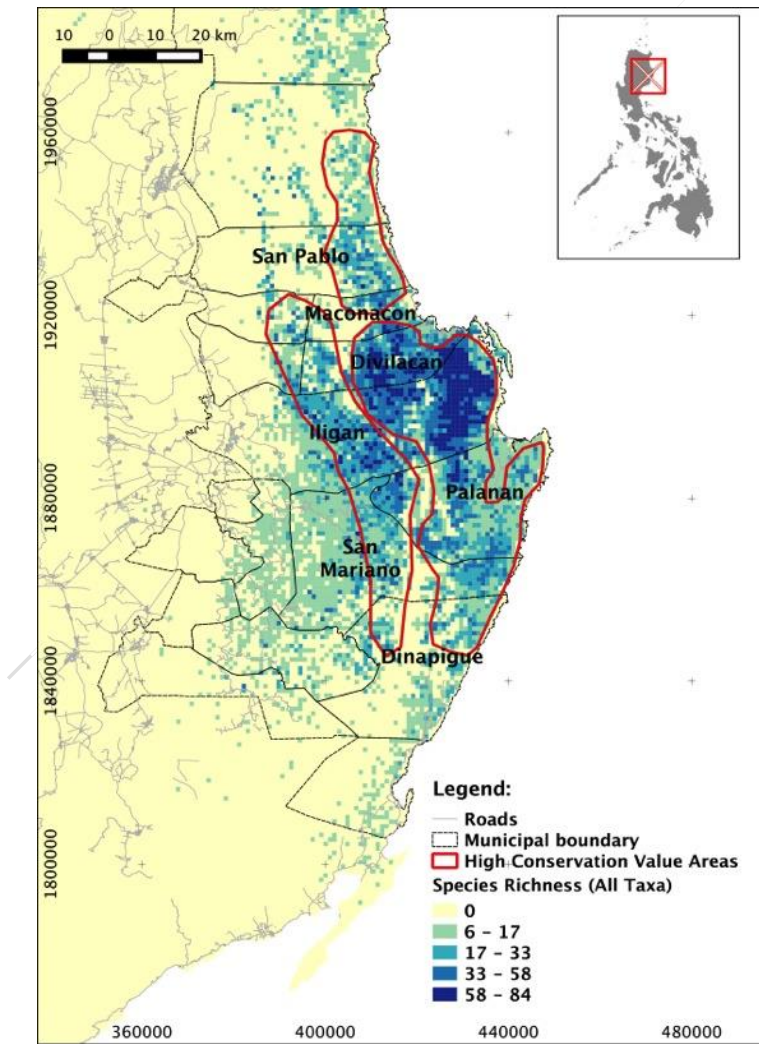 10 0 10 20 km
1960000
1920000
1880000
1840000
1800000
San Pablo
Maconacon
Divilacan
Iligan
Palanan
San
Mariano
Dinapigue
Legend:
Roads
Municipal boundary
High Conservation Value Areas
Species Richness (All Taxa)
0
6 - 17
17 - 33
33 - 58
58 - 84
360000 400000 440000 480000